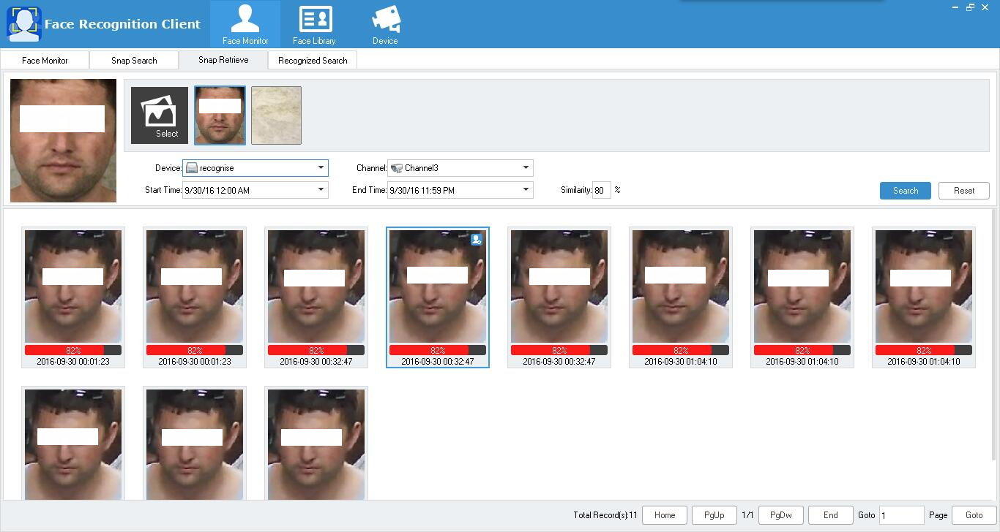 Face Recognition Client
Face Monitor
Face Library
Device
Face Monitor
Snap Search
Snap Retrieve
Recognized Search
Select
Device: recognise
Channel: Channel3
Start Time: 9/30/16 12:00 AM
End Time: 9/30/16 11:59 PM
Similarity: 80 %
Search
Reset
82%
82%
82%
82%
82%
82%
82%
82%
2016-09-30 00:01:23
2016-09-30 00:01:23
2016-09-30 00:32:47
2016-09-30 00:32:47
2016-09-30 00:32:47
2016-09-30 01:04:10
2016-09-30 01:04:10
2016-09-30 01:04:10
Total Record(s):11
Home
PgUp
1/1
PgDw
End
Goto 1 Page
Goto